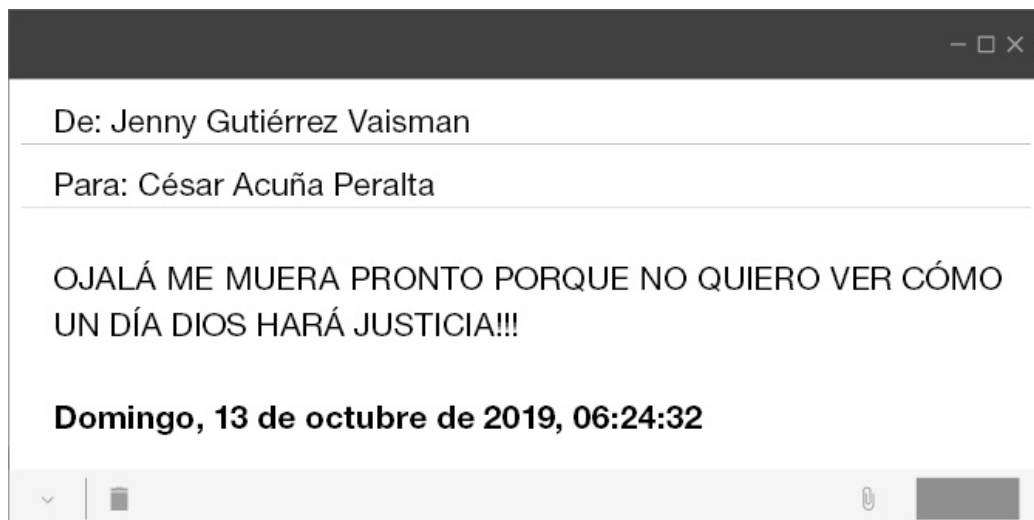 De: Jenny Gutiérrez Vaisman
Para: César Acuña Peralta
OJALÁ ME MUERA PRONTO PORQUE NO QUIERO VER CÓMO
UN DÍA DIOS HARÁ JUSTICIA!!!
Domingo, 13 de octubre de 2019, 06:24:32